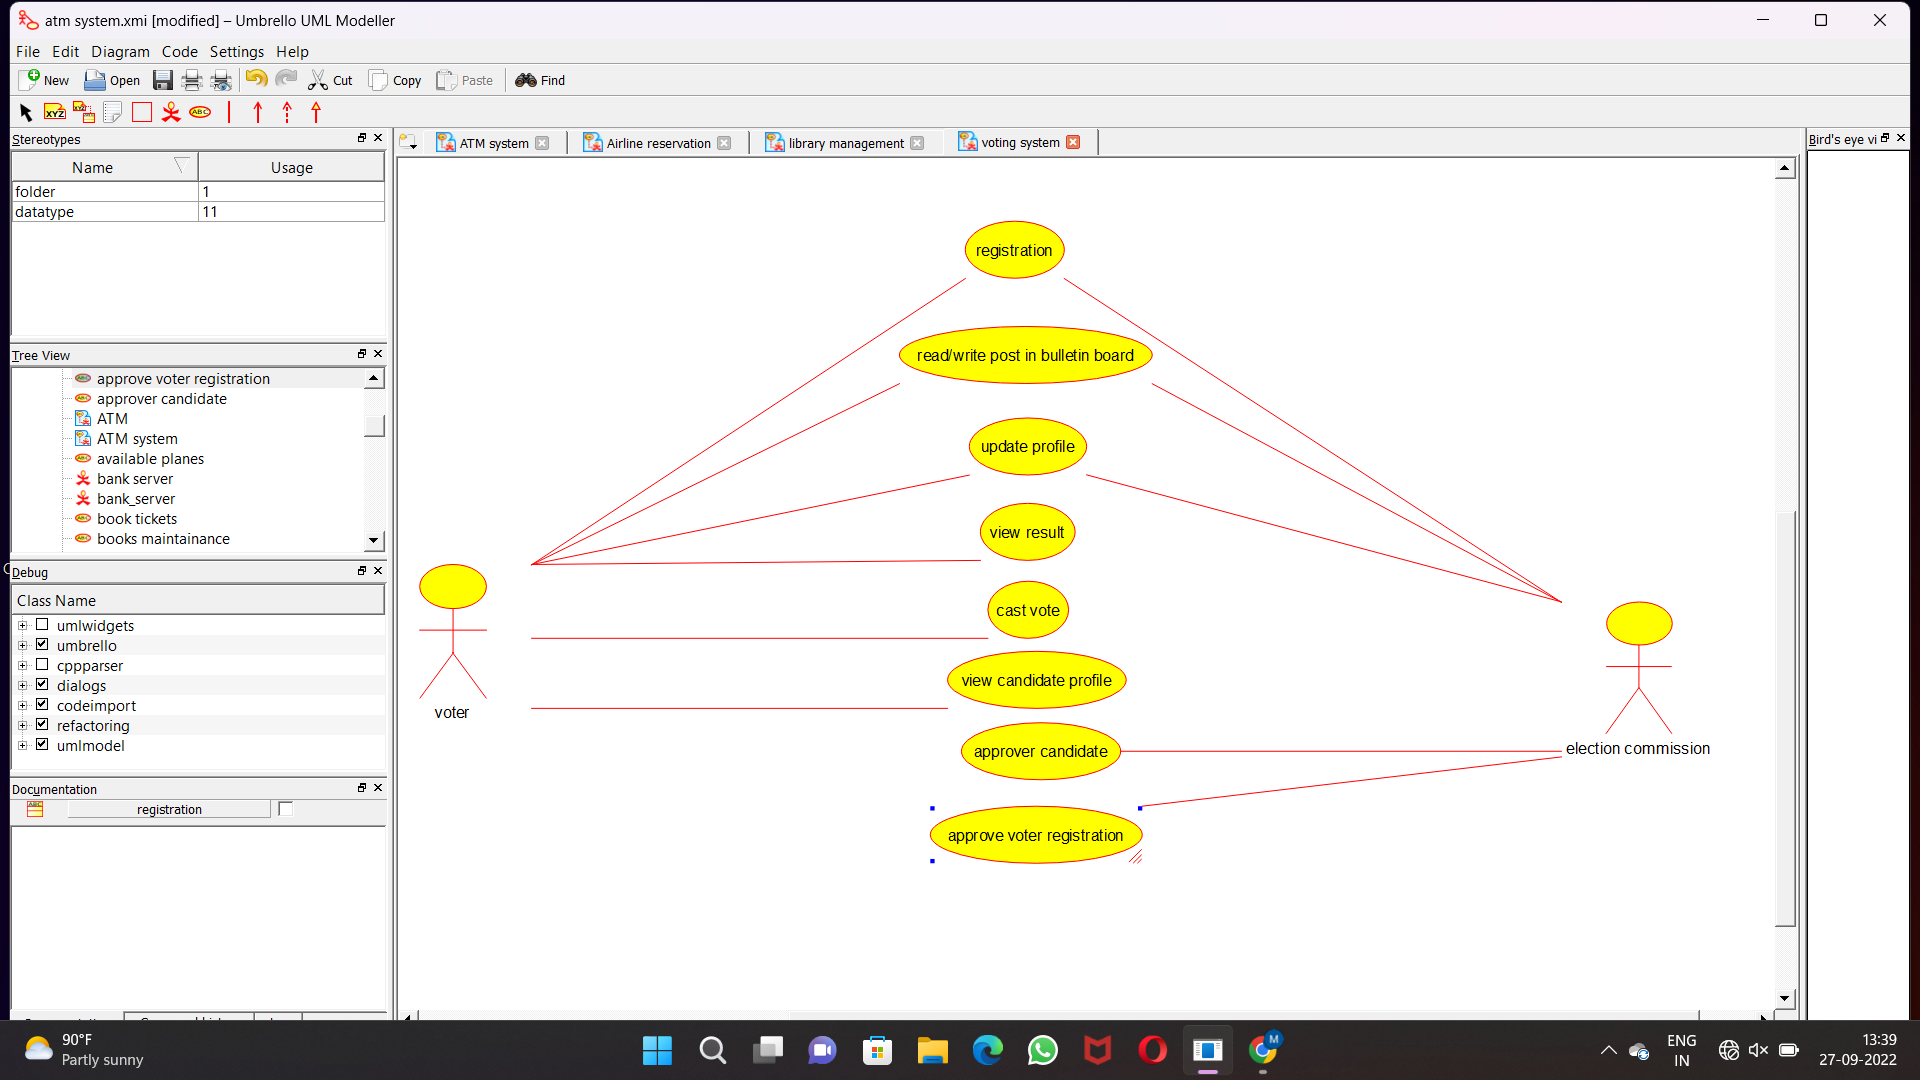 atm system.xmi [modified] – Umbrello UML Modeller
File Edit Diagram Code Settings Help
New Open Cut Copy Paste Find
XYZ XYZ ABC
Stereotypes
Name Usage
folder 1
datatype 11
Tree View
approve voter registration
approver candidate
ATM
ATM system
available planes
bank server
bank_server
book tickets
books maintainance
Debug
Class Name
umlwidgets
umbrello
cppparser
dialogs
codeimport
refactoring
umlmodel
Documentation
registration
ATM system Airline reservation library management voting system
Bird's eye vi
registration
read/write post in bulletin board
update profile
view result
cast vote
view candidate profile
approver candidate
approve voter registration
voter
election commission
90°F
Partly sunny
M
ENG
IN
13:39
27-09-2022